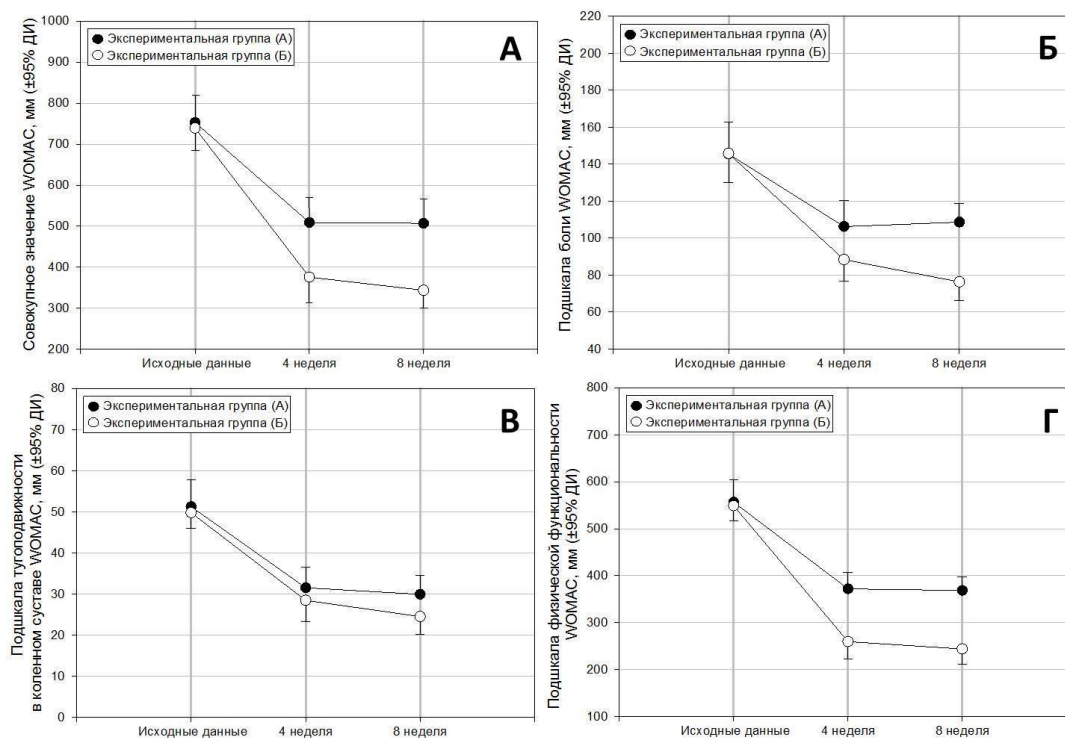 Совокупное значение WOMAC, мм (±95% ДИ)
1000
900
800
700
600
500
400
300
200
Экспериментальная группа (А)
Экспериментальная группа (Б)
А
Исходные данные 4 неделя 8 неделя
Подшкала боли WOMAC, мм (±95% ДИ)
220
200
180
160
140
120
100
80
60
40
Экспериментальная группа (А)
Экспериментальная группа (Б)
Б
Исходные данные 4 неделя 8 неделя
Подшкала тугоподвижности
в коленном суставе WOMAC, мм (±95% ДИ)
80
70
60
50
40
30
20
10
0
Экспериментальная группа (А)
Экспериментальная группа (Б)
В
Исходные данные 4 неделя 8 неделя
Подшкала физической функциональности
WOMAC, мм (±95% ДИ)
800
700
600
500
400
300
200
100
Экспериментальная группа (А)
Экспериментальная группа (Б)
Г
Исходные данные 4 неделя 8 неделя